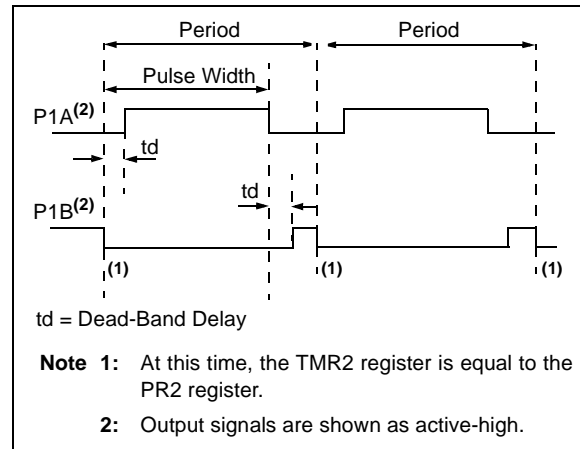 Period Period
Pulse Width
P1A(2)
td
td
P1B(2)
(1) (1) (1)
td = Dead-Band Delay
Note 1: At this time, the TMR2 register is equal to the
PR2 register.
2: Output signals are shown as active-high.